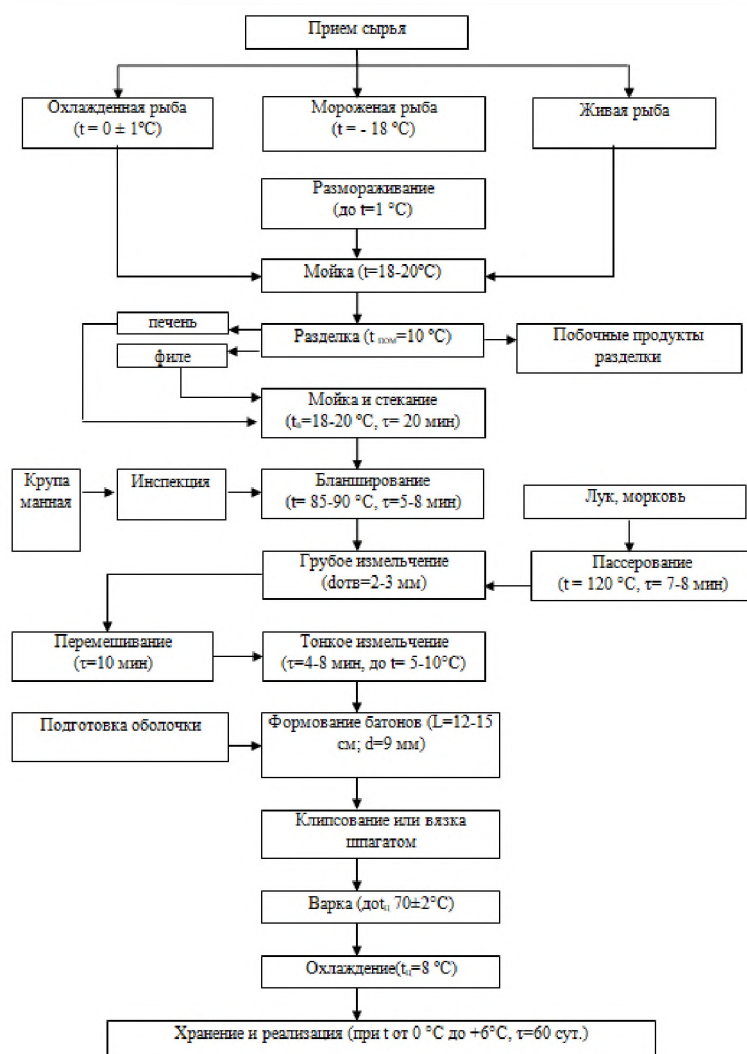 Прием сырья
Охлажденная рыба
(t = 0 ± 1°C)
Мороженая рыба
(t = - 18 °C)
Живая рыба
Размораживание
(до t=1 °C)
Мойка (t=18-20°C)
печень
филе
Разделка (t пом=10 °C)
Побочные продукты
разделки
Мойка и стекание
(tв=18-20 °C, τ= 20 мин)
Крупа
манная
Инспекция
Бланширование
(t= 85-90 °C, τ=5-8 мин)
Лук, морковь
Грубое измельчение
(dотв=2-3 мм)
Пассерование
(t = 120 °C, τ= 7-8 мин)
Перемешивание
(τ=10 мин)
Тонкое измельчение
(τ=4-8 мин, до t= 5-10°C)
Подготовка оболочки
Формование батонов (L=12-15
см; d=9 мм)
Клипсование или вязка
шпагатом
Варка (доtц 70±2°C)
Охлаждение(tц=8 °C)
Хранение и реализация (при t от 0 °C до +6°C, τ=60 сут.)